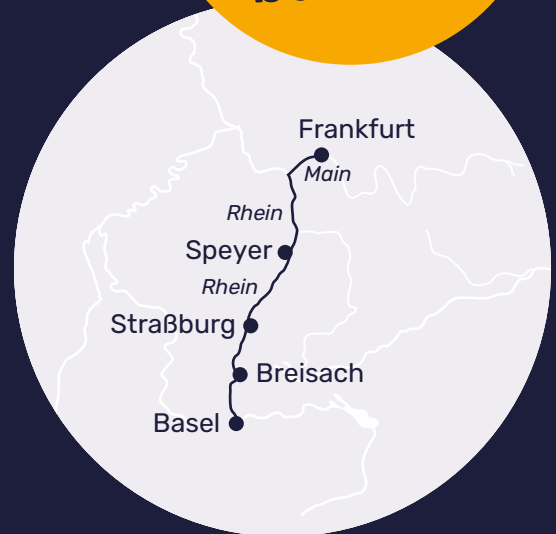 Frankfurt
Main
Rhein
Speyer
Rhein
Straßburg
Breisach
Basel